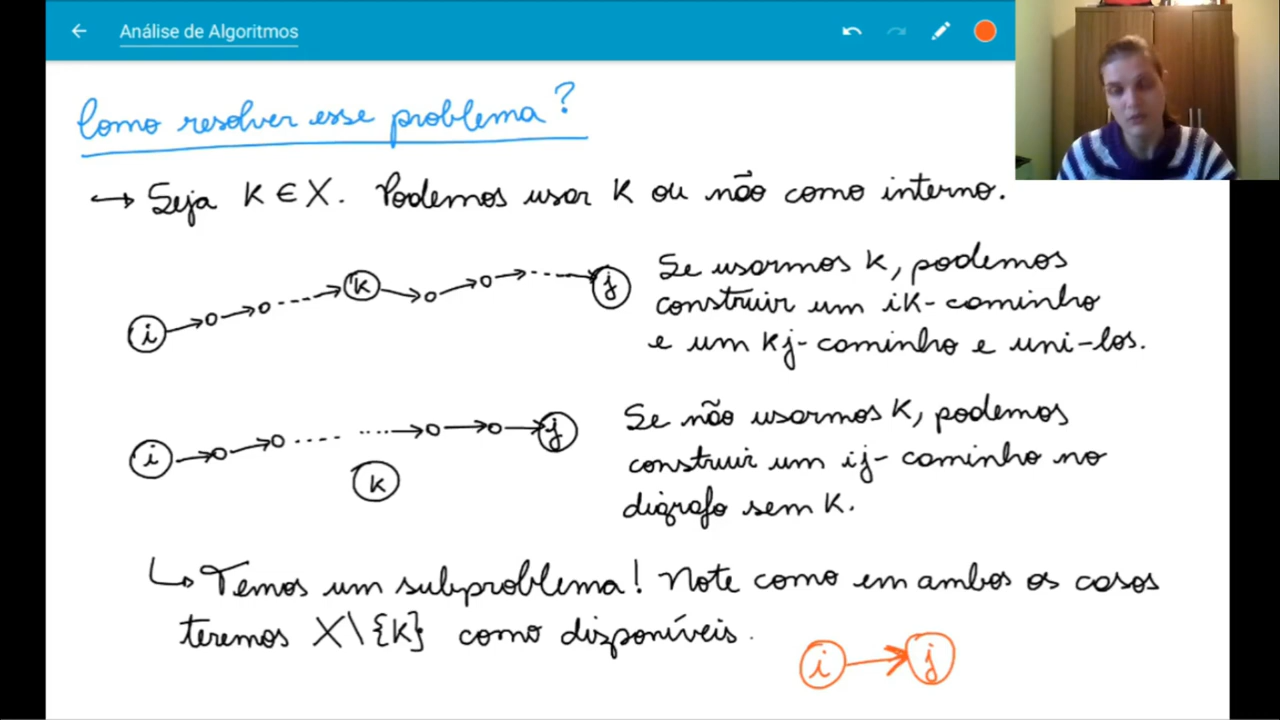 Análise de Algoritmos
Como resolver esse problema?
→ Seja K ∈ X. Podemos usar K ou não como interno.
Se usarmos K, podemos
construir um iK-caminho
e um Kj-caminho e uni-los.
i
K
j
Se não usarmos K, podemos
construir um ij-caminho no
digrafo sem K.
i
K
j
↳ Temos um subproblema! Note como em ambos os casos
teremos X\{K} como disponíveis.
i → j